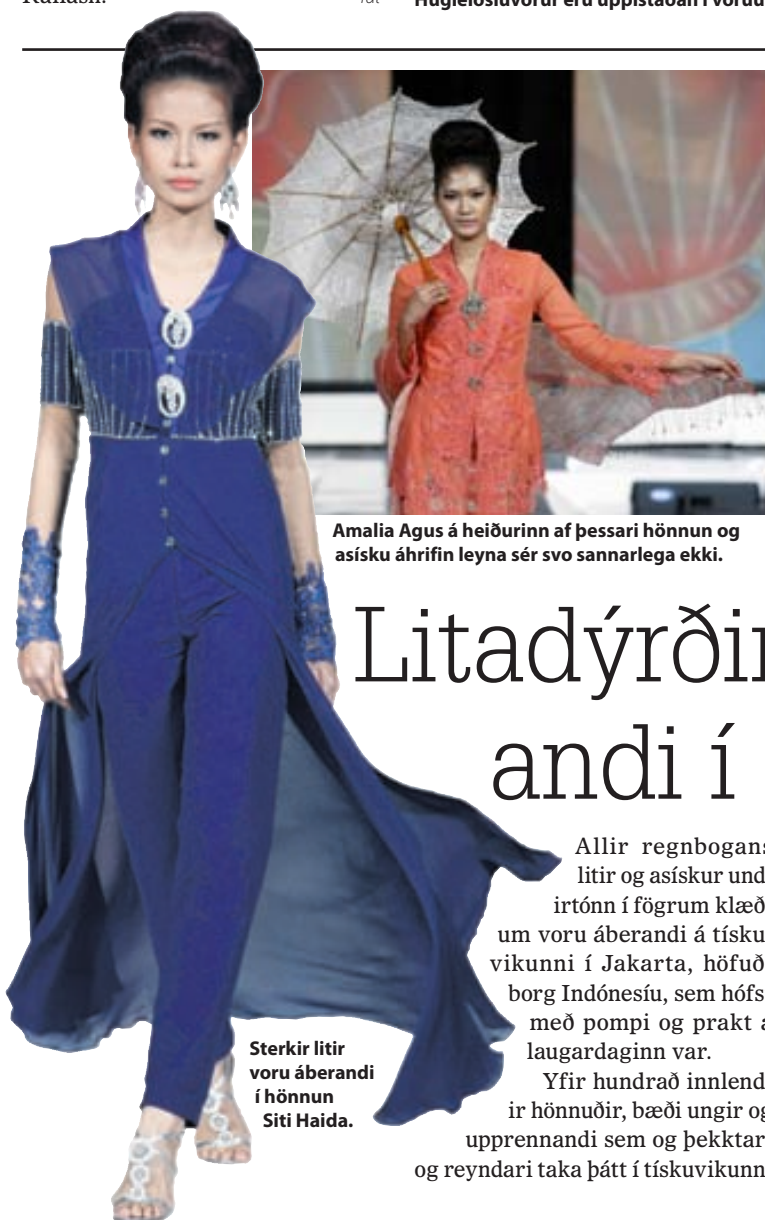 Amalia Agus á heiðurinn af þessari hönnun og
asísku áhrifin leyna sér svo sannarlega ekki.
Litadýrðin
andi í
Allir regnbogans
litir og asískur und
irtónn í fögrum klæð
um voru áberandi á tísku
vikunni í Jakarta, höfuð
borg Indónesíu, sem hófs
með pompi og prakt á
laugardaginn var.
Yfir hundrað innlend
ir hönnuðir, bæði ungir og
upprennandi sem og þekktar
og reyndari taka þátt í tískuvikunn
Sterkir litir
voru áberandi
í hönnun
Siti Haida.